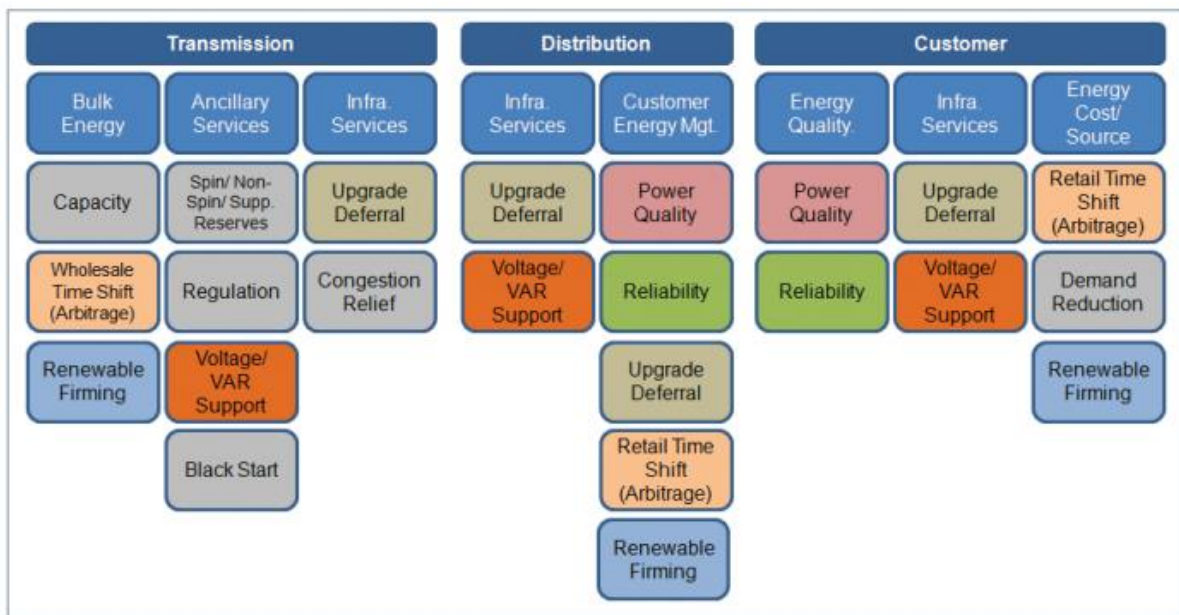 Transmission
Distribution
Customer
Bulk
Energy
Ancillary
Services
Infra.
Services
Infra.
Services
Customer
Energy Mgt.
Energy
Quality.
Infra.
Services
Energy
Cost/
Source
Capacity
Spin/ Non-
Spin/ Supp.
Reserves
Upgrade
Deferral
Upgrade
Deferral
Power
Quality
Power
Quality
Upgrade
Deferral
Retail Time
Shift
(Arbitrage)
Wholesale
Time Shift
(Arbitrage)
Regulation
Congestion
Relief
Voltage/
VAR
Support
Reliability
Reliability
Voltage/
VAR
Support
Demand
Reduction
Renewable
Firming
Voltage/
VAR
Support
Upgrade
Deferral
Renewable
Firming
Black Start
Retail Time
Shift
(Arbitrage)
Renewable
Firming